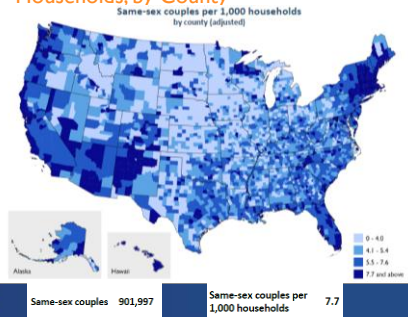 Households, by County
Same-sex couples per 1,000 households
by county (adjusted)
Alaska
Hawaii
0 - 4.0
4.1 - 5.4
5.5 - 7.6
7.7 and above
Same-sex couples 901,997
Same-sex couples per
1,000 households
7.7